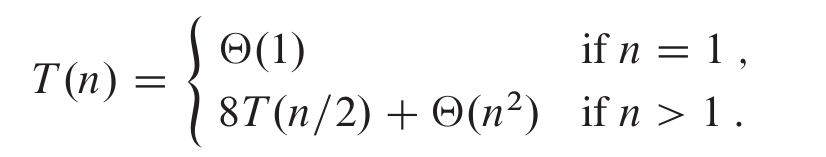 T(n) = { Θ(1) if n = 1 ,
8T(n/2) + Θ(n²) if n > 1 .